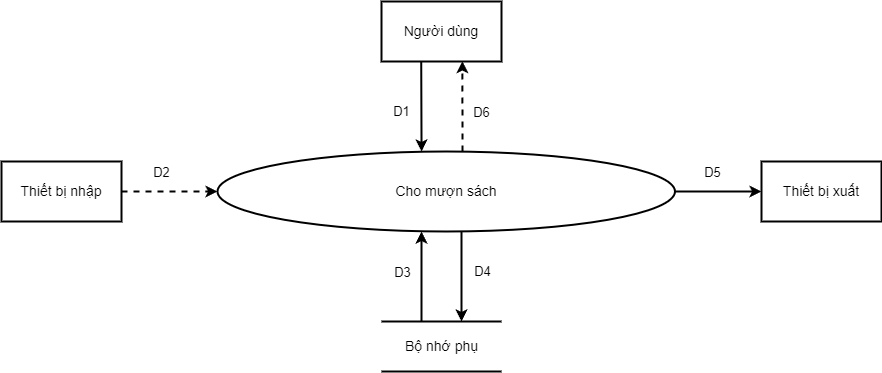 Người dùng
D1
D6
Thiết bị nhập
D2
Cho mượn sách
D5
Thiết bị xuất
D3
D4
Bộ nhớ phụ